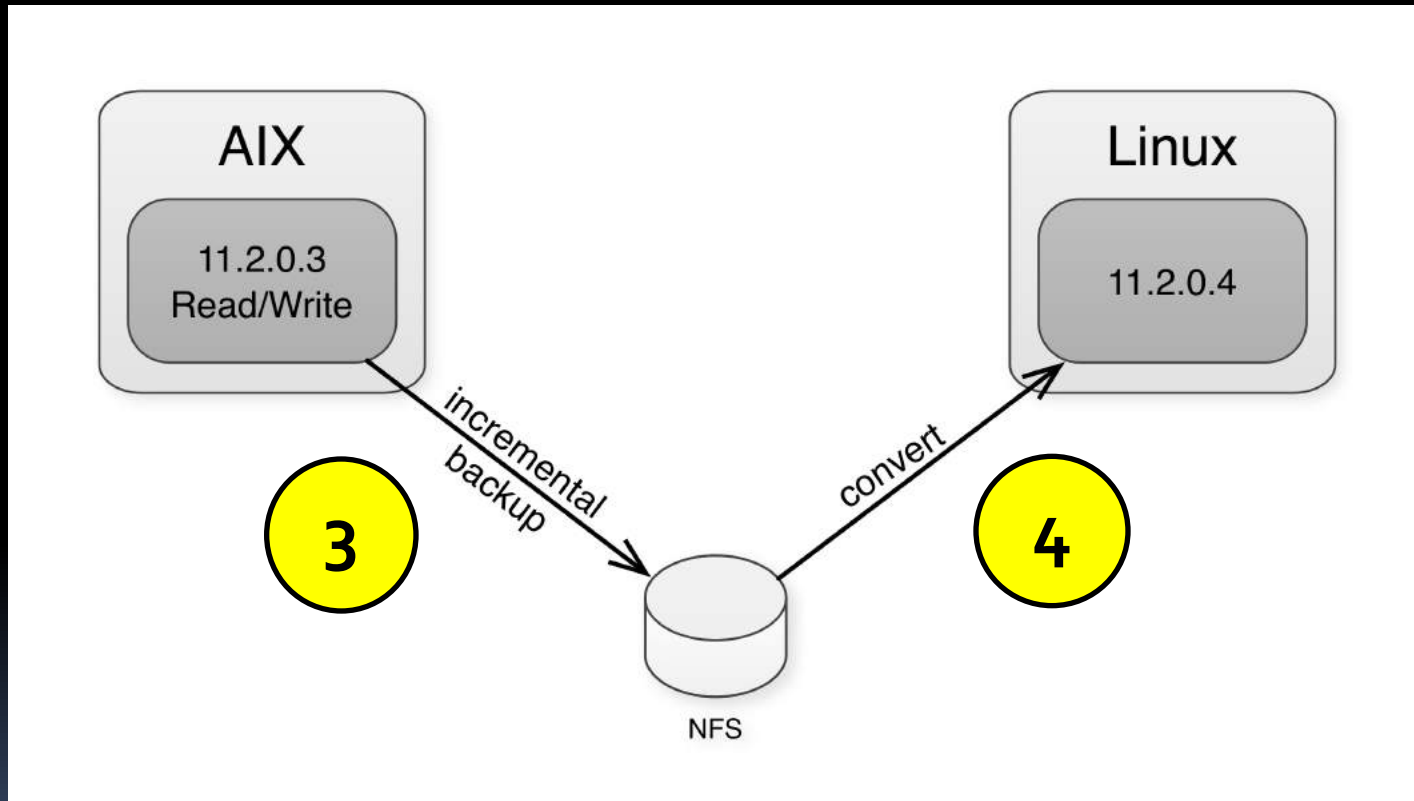 AIX
11.2.0.3
Read/Write
Linux
11.2.0.4
incremental
backup
convert
3
4
NFS